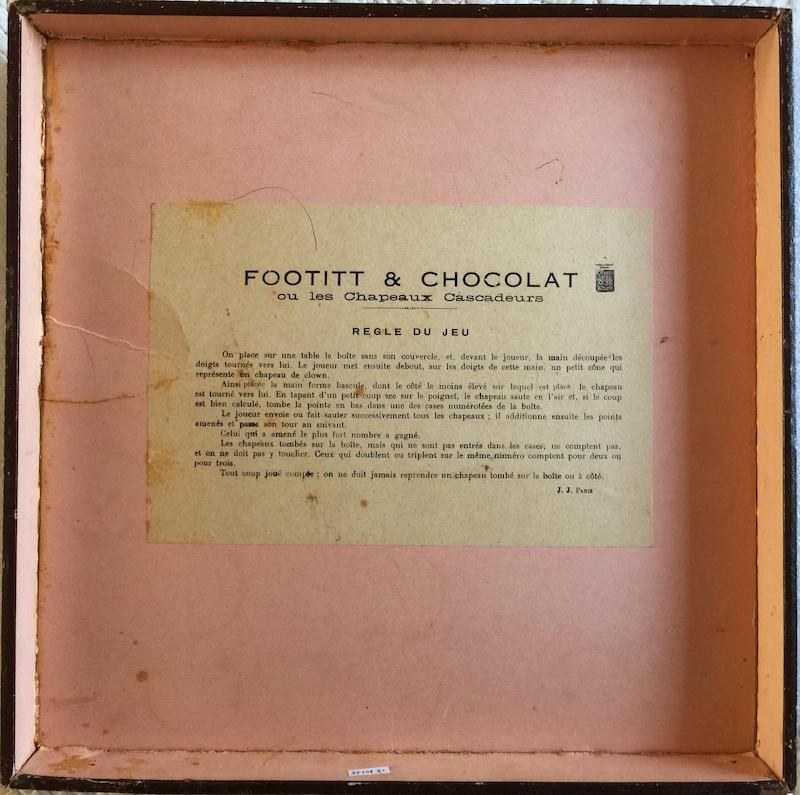 FOOTITT & CHOCOLAT
ou les Chapeaux Cascadeurs
REGLE DU JEU
On place sur une table la boîte sans son couvercle, et, devant le joueur, la main découpée les
doigts tournés vers lui. Le joueur met ensuite debout, sur les doigts de cette main, un petit cône qui
représente un chapeau de clown.
Ainsi placée la main forme bascule, dont le côté le moins élevé sur lequel est placé le chapeau
est tourné vers lui. En tapant d'un petit coup sec sur le poignet, le chapeau saute en l'air et, si le coup
est bien calculé, tombe la pointe en bas dans une des cases numérotées de la boîte.
Le joueur envoie ou fait sauter successivement tous les chapeaux ; il additionne ensuite les points
amenés et passe son tour au suivant.
Celui qui a amené le plus fort nombre a gagné.
Les chapeaux tombés sur la boîte, mais qui ne sont pas entrés dans les cases, ne comptent pas,
et on ne doit pas y toucher. Ceux qui doublent ou triplent sur le même numéro comptent pour deux ou
pour trois.
Tout coup joué compte ; on ne doit jamais reprendre un chapeau tombé sur la boîte ou à côté.
J. J. PARIS